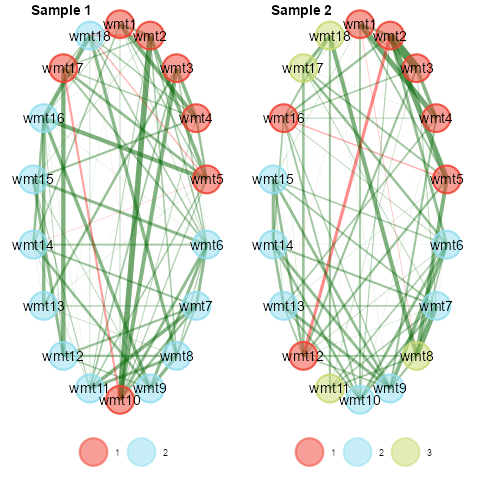 Sample 1
wmt1
wmt18
wmt2
wmt17
wmt3
wmt16
wmt4
wmt15
wmt5
wmt14
wmt6
wmt13
wmt7
wmt12
wmt8
wmt11
wmt9
wmt10
1 2
Sample 2
wmt1
wmt18
wmt2
wmt17
wmt3
wmt16
wmt4
wmt15
wmt5
wmt14
wmt6
wmt13
wmt7
wmt12
wmt8
wmt11
wmt9
wmt10
1 2 3